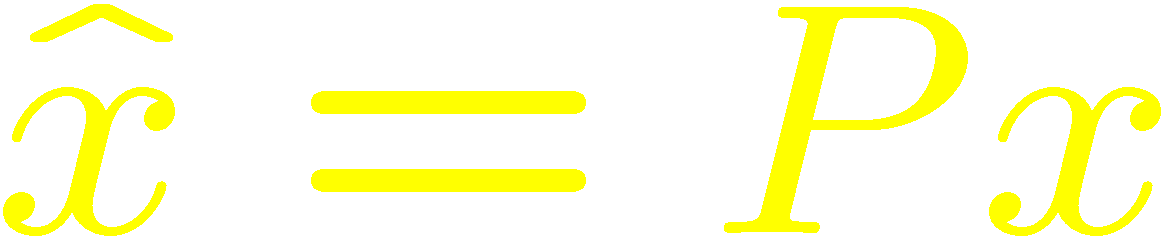 x̂ = Px